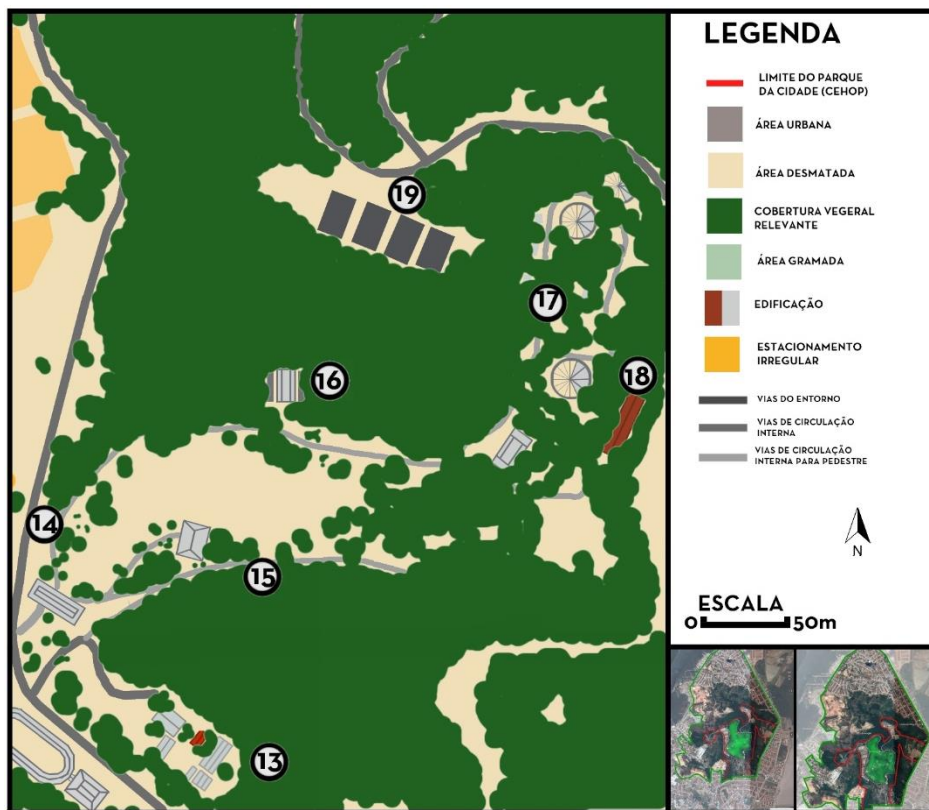 19
17
18
16
14
15
13
LEGENDA
LIMITE DO PARQUE
DA CIDADE (CEHOP)
ÁREA URBANA
ÁREA DESMATADA
COBERTURA VEGERAL
RELEVANTE
ÁREA GRAMADA
EDIFICAÇÃO
ESTACIONAMENTO
IRREGULAR
VIAS DO ENTORNO
VIAS DE CIRCULAÇÃO
INTERNA
VIAS DE CIRCULAÇÃO
INTERNA PARA PEDESTRE
N
ESCALA
0 50m